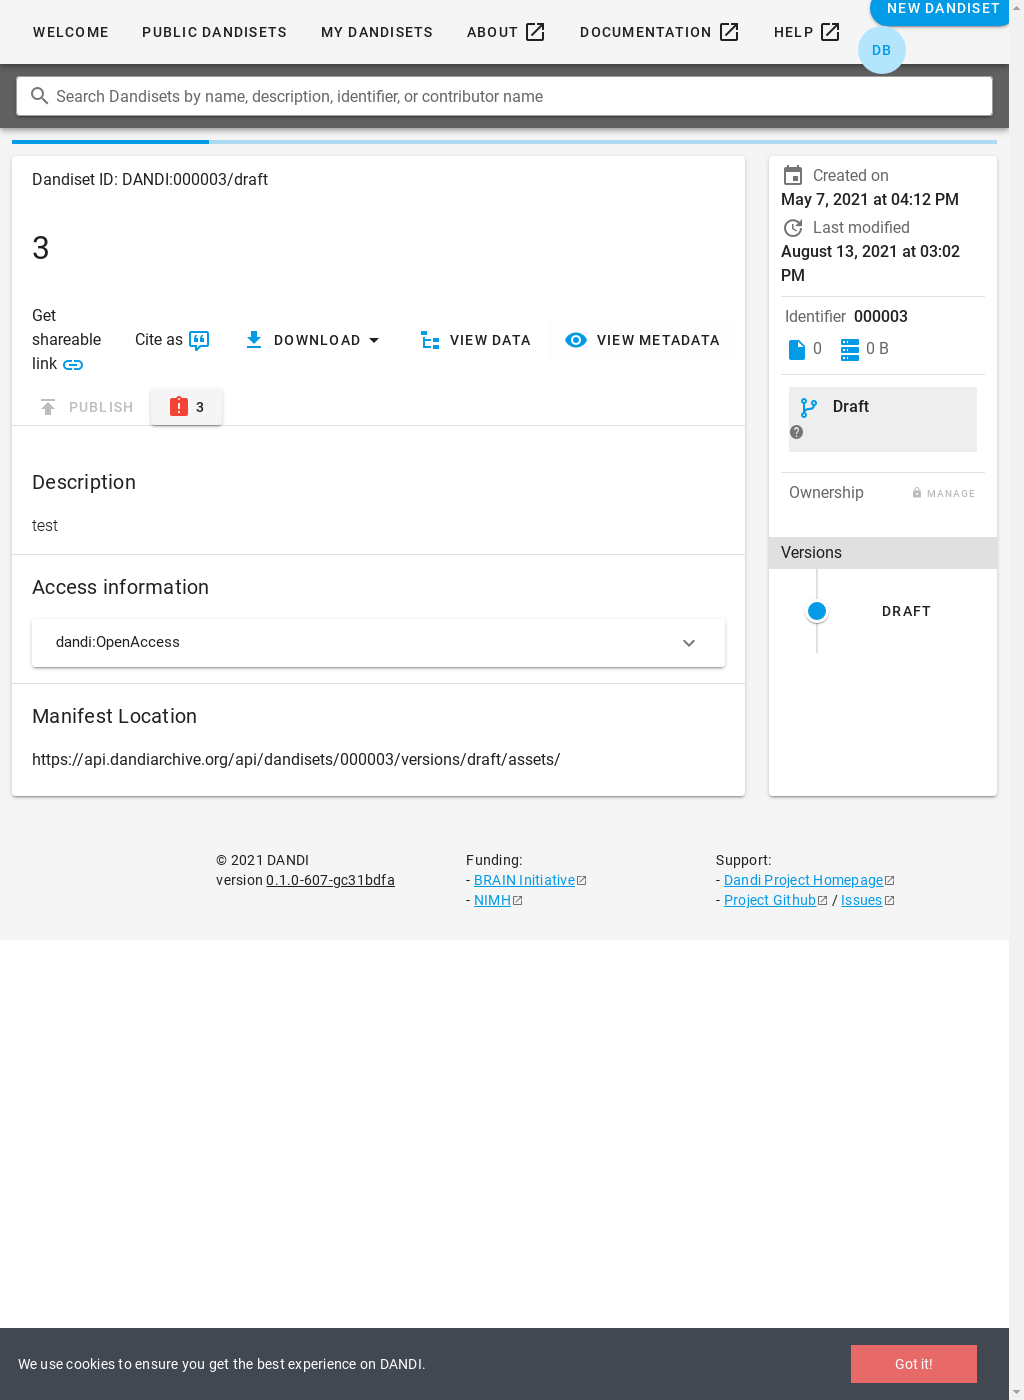 WELCOME
PUBLIC DANDISETS
MY DANDISETS
ABOUT
DOCUMENTATION
HELP
NEW DANDISET
DB
Search Dandisets by name, description, identifier, or contributor name
Dandiset ID: DANDI:000003/draft
3
Get
shareable
link
Cite as
DOWNLOAD
VIEW DATA
VIEW METADATA
PUBLISH
3
Description
test
Access information
dandi:OpenAccess
Manifest Location
https://api.dandiarchive.org/api/dandisets/000003/versions/draft/assets/
Created on
May 7, 2021 at 04:12 PM
Last modified
August 13, 2021 at 03:02
PM
Identifier 000003
0
0 B
Draft
Ownership
MANAGE
Versions
DRAFT
© 2021 DANDI
version 0.1.0-607-gc31bdfa
Funding:
- BRAIN Initiative
- NIMH
Support:
- Dandi Project Homepage
- Project Github / Issues
We use cookies to ensure you get the best experience on DANDI.
Got it!